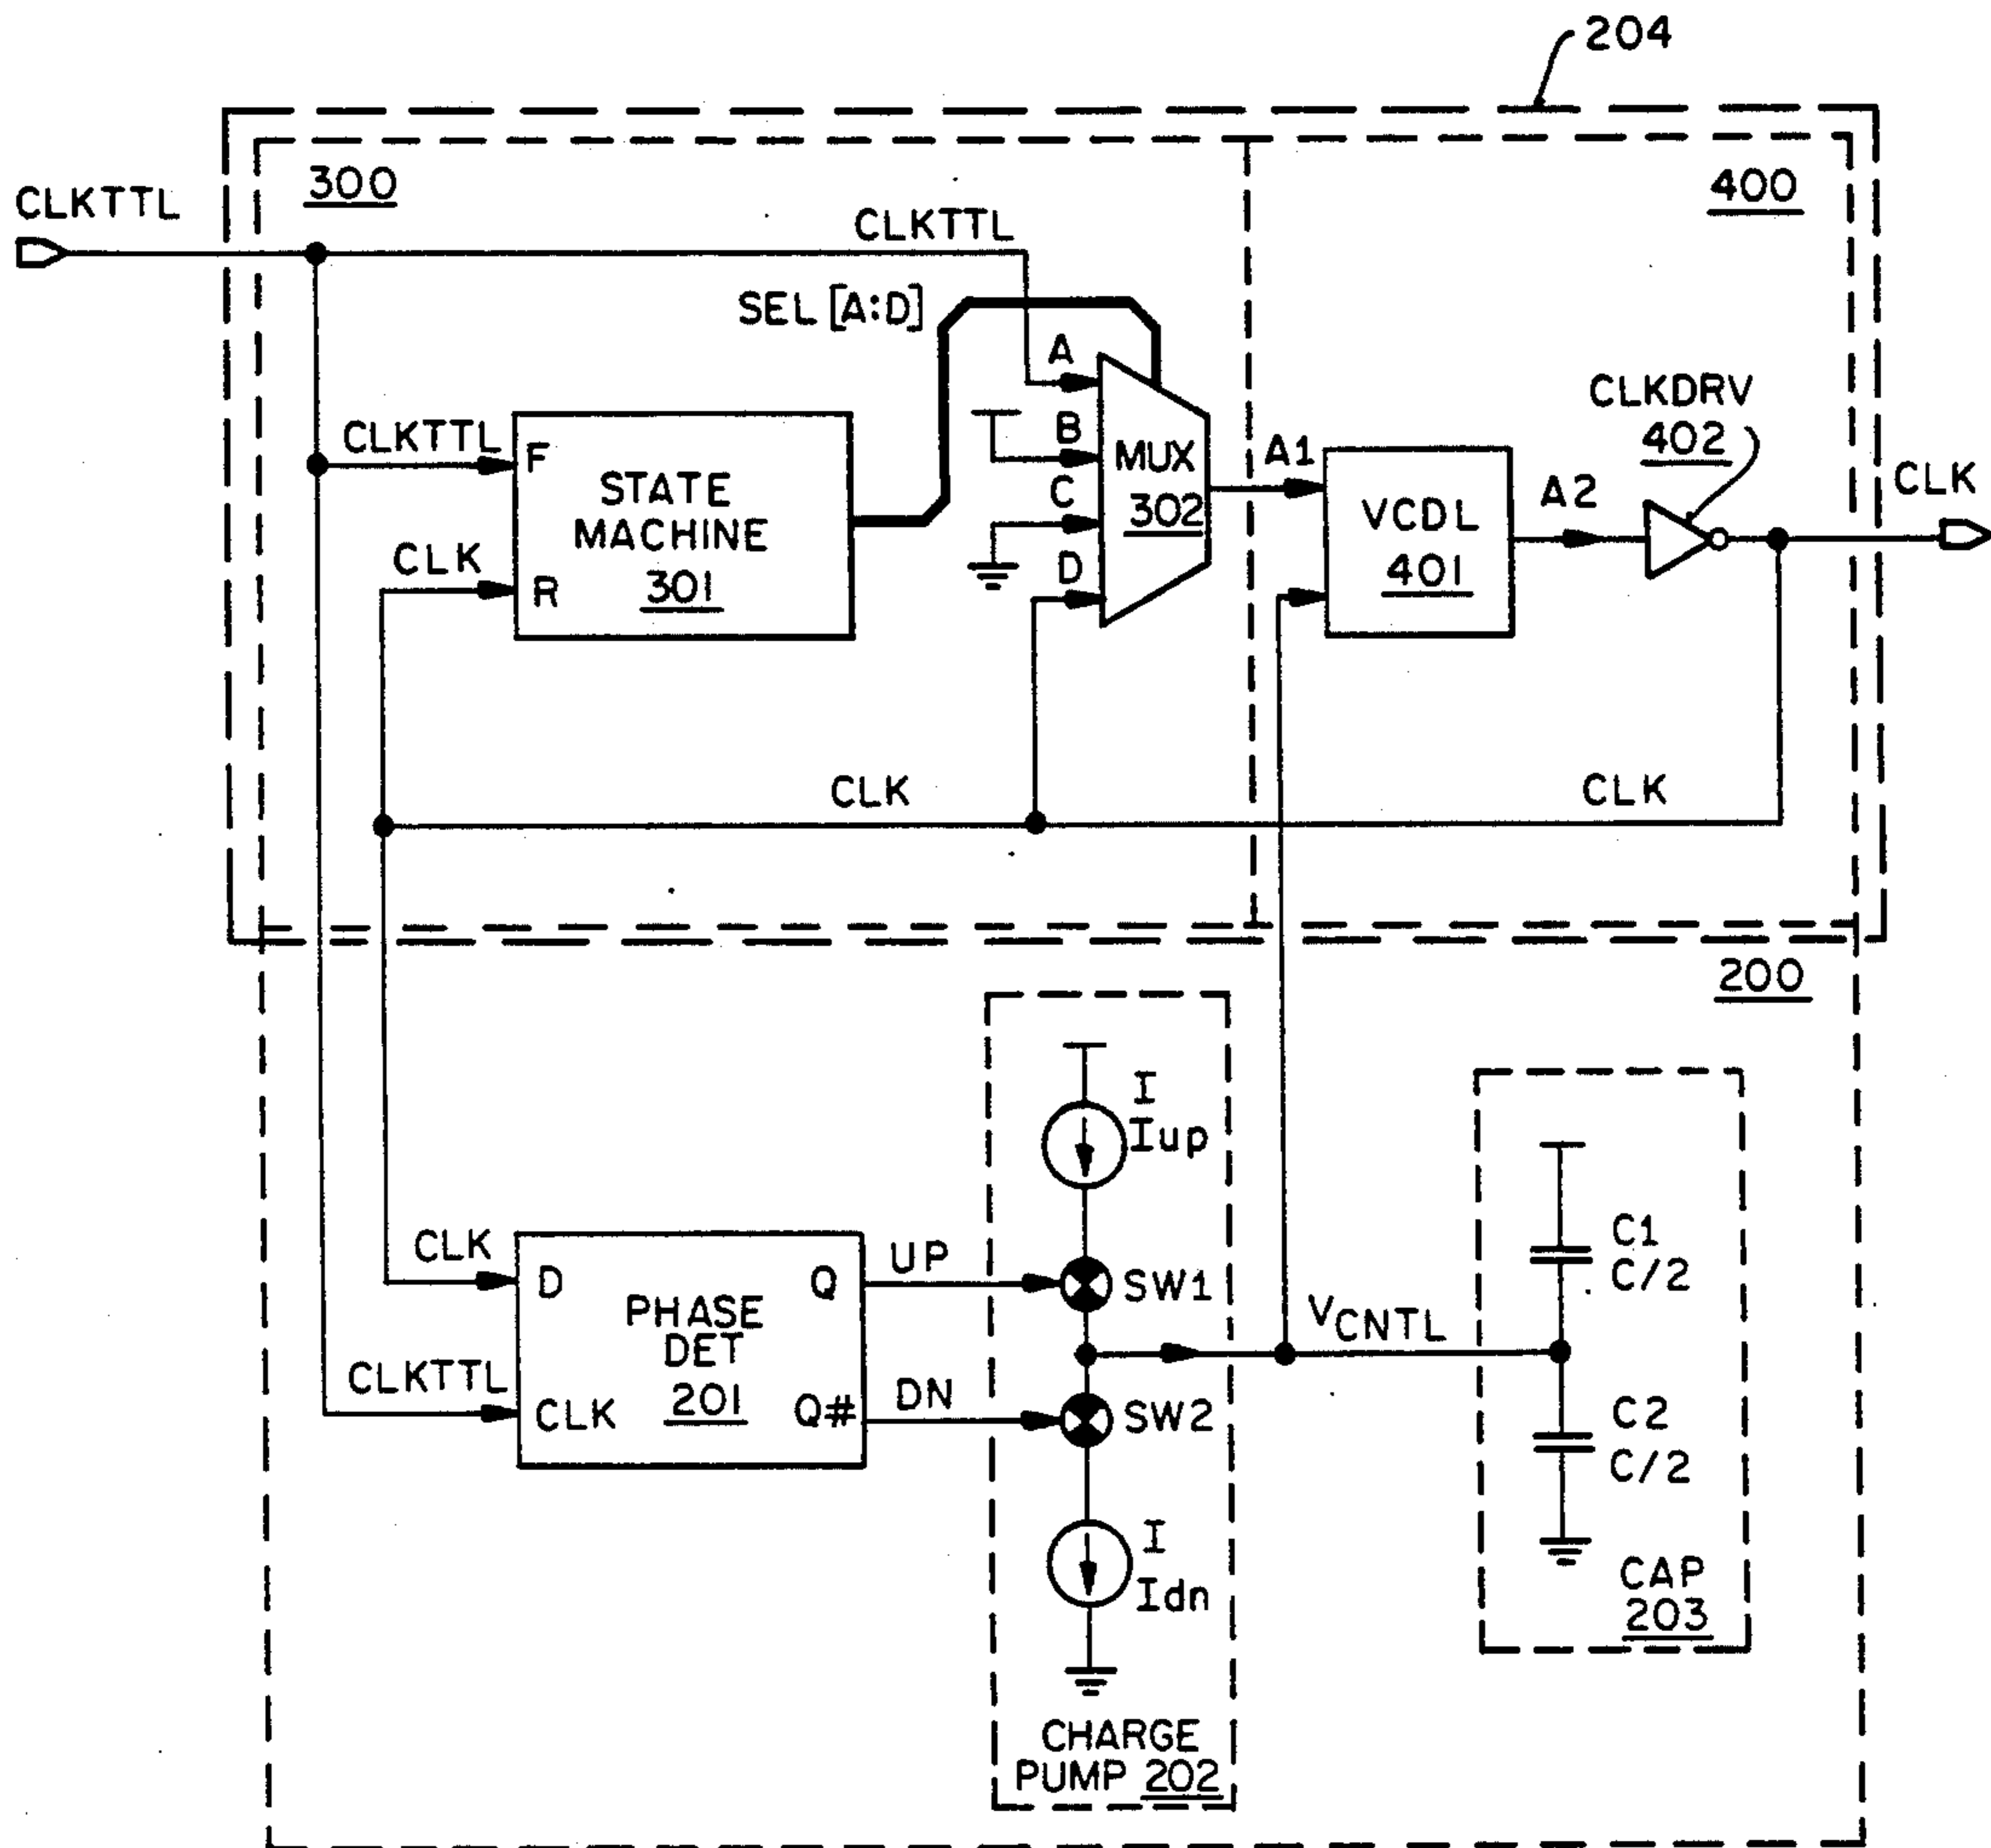 204
300
400
CLKTTL
CLKTTL
SEL [A:D]
A
B
C
D
MUX
302
CLKTTL
F
STATE
MACHINE
301
CLK
R
A1
VCDL
401
A2
CLKDRV
402
CLK
CLK
CLK
200
I
Iup
CLK
D
PHASE
DET
201
Q
UP
SW1
CLKTTL
CLK
Q#
DN
SW2
VCNTL
C1
C/2
C2
C/2
I
Idn
CAP
203
CHARGE
PUMP 202